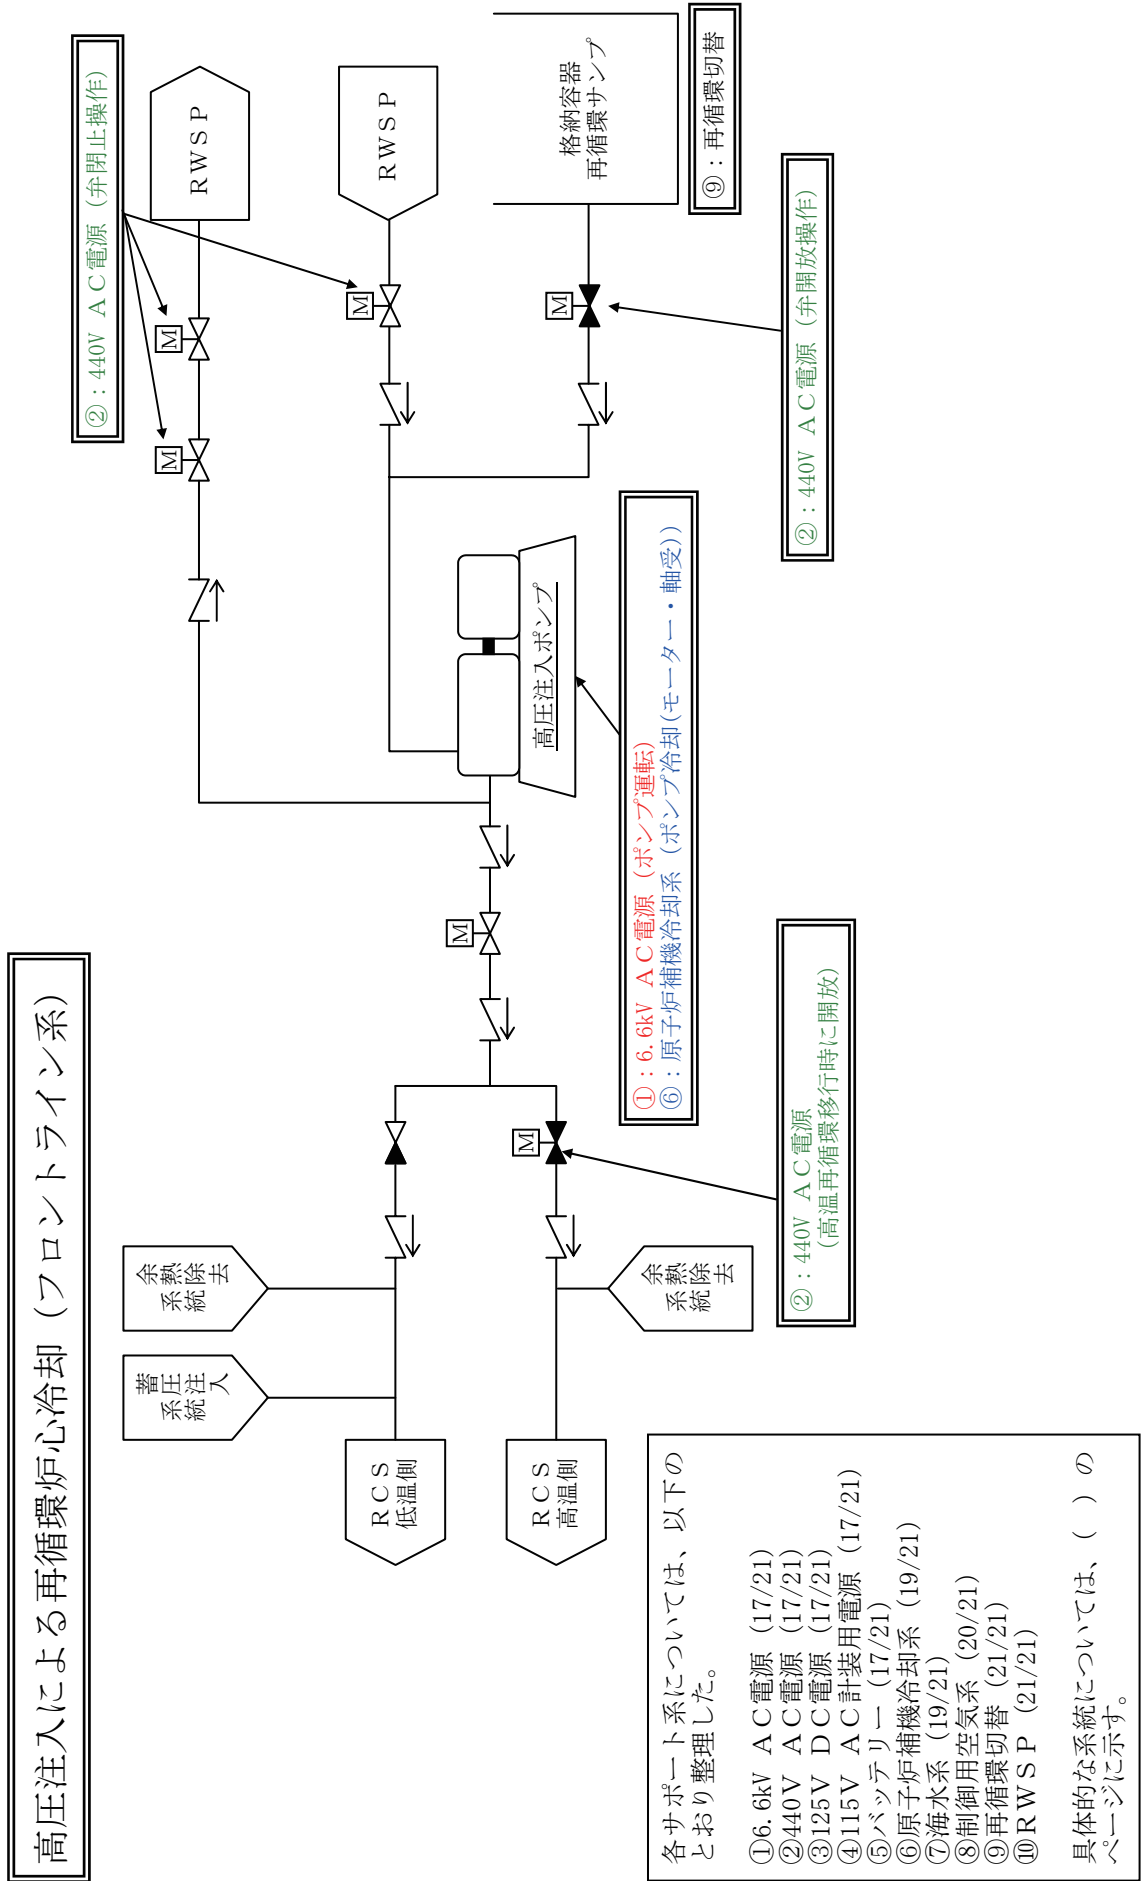 高圧注入による再循環炉心冷却（フロントライン系）
蓄圧注入
系統
余熱除去
系統
RCS
低温側
RCS
高温側
余熱除去
系統
M
M
M
M
M
M
高圧注入ポンプ
RWSP
RWSP
格納容器
再循環サンプ
②：440V AC電源（弁閉止操作）
①：6.6kV AC電源（ポンプ運転）
⑥：原子炉補機冷却系（ポンプ冷却(モーター・軸受)）
⑨：再循環切替
②：440V AC電源（弁開放操作）
②：440V AC電源
（高温再循環移行時に開放）
各サポート系については、以下の
とおり整理した。
①6.6kV AC電源（17/21）
②440V AC電源（17/21）
③125V DC電源（17/21）
④115V AC計装用電源（17/21）
⑤バッテリー（17/21）
⑥原子炉補機冷却系（19/21）
⑦海水系（19/21）
⑧制御用空気系（20/21）
⑨再循環切替（21/21）
⑩RWSP（21/21）
具体的な系統については、（ ）の
ページに示す。